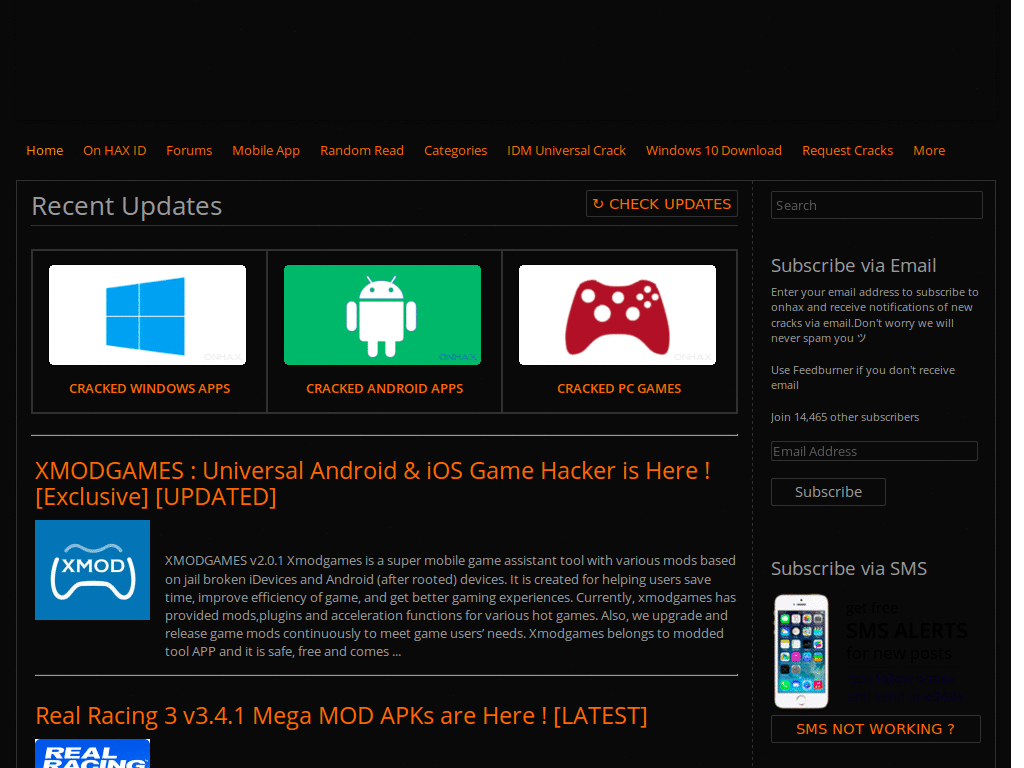 Home On HAX ID Forums Mobile App Random Read Categories IDM Universal Crack Windows 10 Download Request Cracks More
Recent Updates
↻ CHECK UPDATES
ONHAX
ONHAX
ONHAX
CRACKED WINDOWS APPS
CRACKED ANDROID APPS
CRACKED PC GAMES
XMODGAMES : Universal Android & iOS Game Hacker is Here !
[Exclusive] [UPDATED]
XMOD
XMODGAMES v2.0.1 Xmodgames is a super mobile game assistant tool with various mods based
on jail broken iDevices and Android (after rooted) devices. It is created for helping users save
time, improve efficiency of game, and get better gaming experiences. Currently, xmodgames has
provided mods,plugins and acceleration functions for various hot games. Also, we upgrade and
release game mods continuously to meet game users’ needs. Xmodgames belongs to modded
tool APP and it is safe, free and comes ...
Real Racing 3 v3.4.1 Mega MOD APKs are Here ! [LATEST]
REAL
RACING
Search
Subscribe via Email
Enter your email address to subscribe to
onhax and receive notifications of new
cracks via email.Don't worry we will
never spam you ツ
Use Feedburner if you don't receive
email
Join 14,465 other subscribers
Email Address
Subscribe
Subscribe via SMS
get free
SMS ALERTS
for new posts
SMS NOT WORKING ?